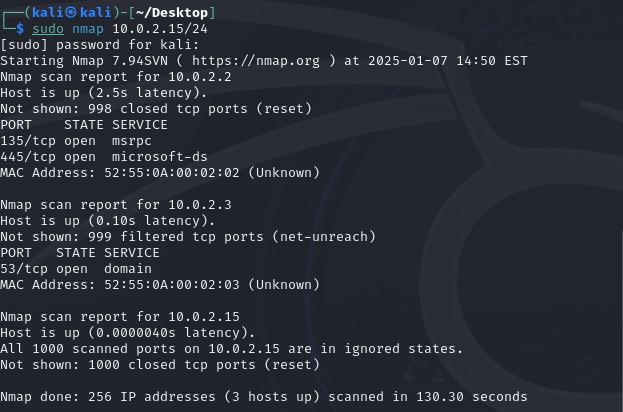 ┌──(kali㉿kali)-[~/Desktop]
└─$ sudo nmap 10.0.2.15/24
[sudo] password for kali:
Starting Nmap 7.94SVN ( https://nmap.org ) at 2025-01-07 14:50 EST
Nmap scan report for 10.0.2.2
Host is up (2.5s latency).
Not shown: 998 closed tcp ports (reset)
PORT    STATE SERVICE
135/tcp open  msrpc
445/tcp open  microsoft-ds
MAC Address: 52:55:0A:00:02:02 (Unknown)

Nmap scan report for 10.0.2.3
Host is up (0.10s latency).
Not shown: 999 filtered tcp ports (net-unreach)
PORT   STATE SERVICE
53/tcp open  domain
MAC Address: 52:55:0A:00:02:03 (Unknown)

Nmap scan report for 10.0.2.15
Host is up (0.0000040s latency).
All 1000 scanned ports on 10.0.2.15 are in ignored states.
Not shown: 1000 closed tcp ports (reset)

Nmap done: 256 IP addresses (3 hosts up) scanned in 130.30 seconds